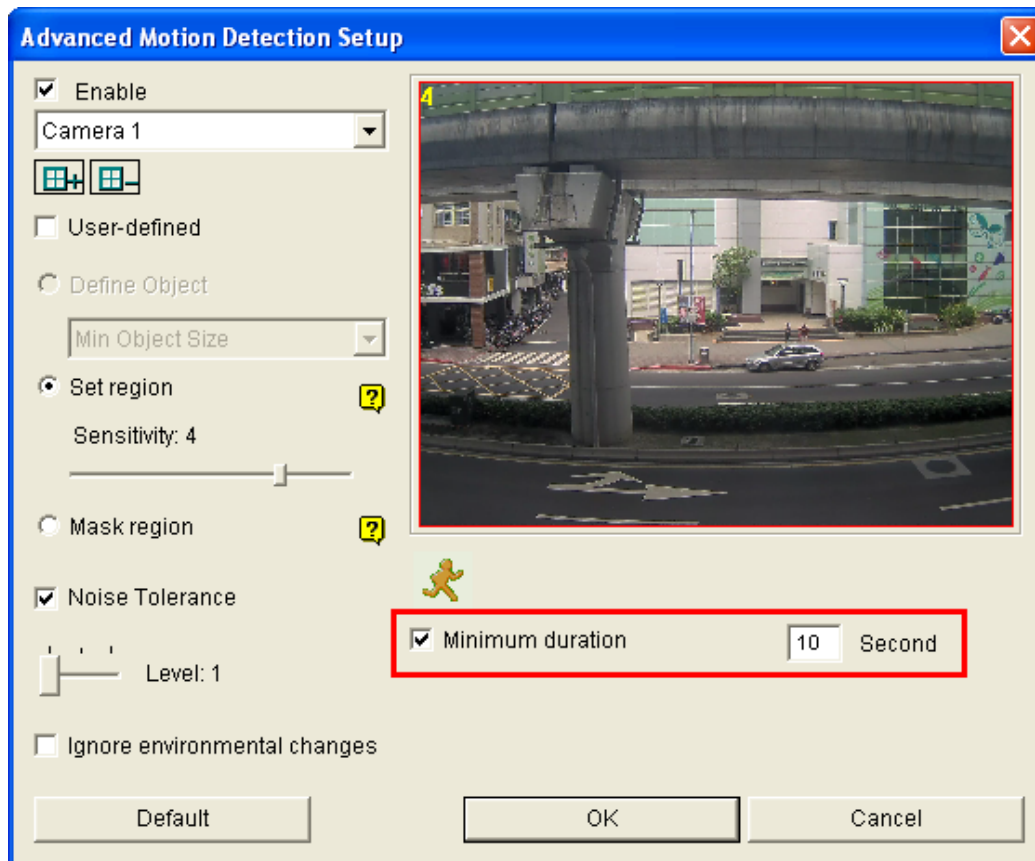 Advanced Motion Detection Setup
Enable
Camera 1
User-defined
Define Object
Min Object Size
Set region
?
Sensitivity: 4
Mask region
?
Noise Tolerance
Level: 1
Ignore environmental changes
4
Minimum duration 10 Second
Default OK Cancel